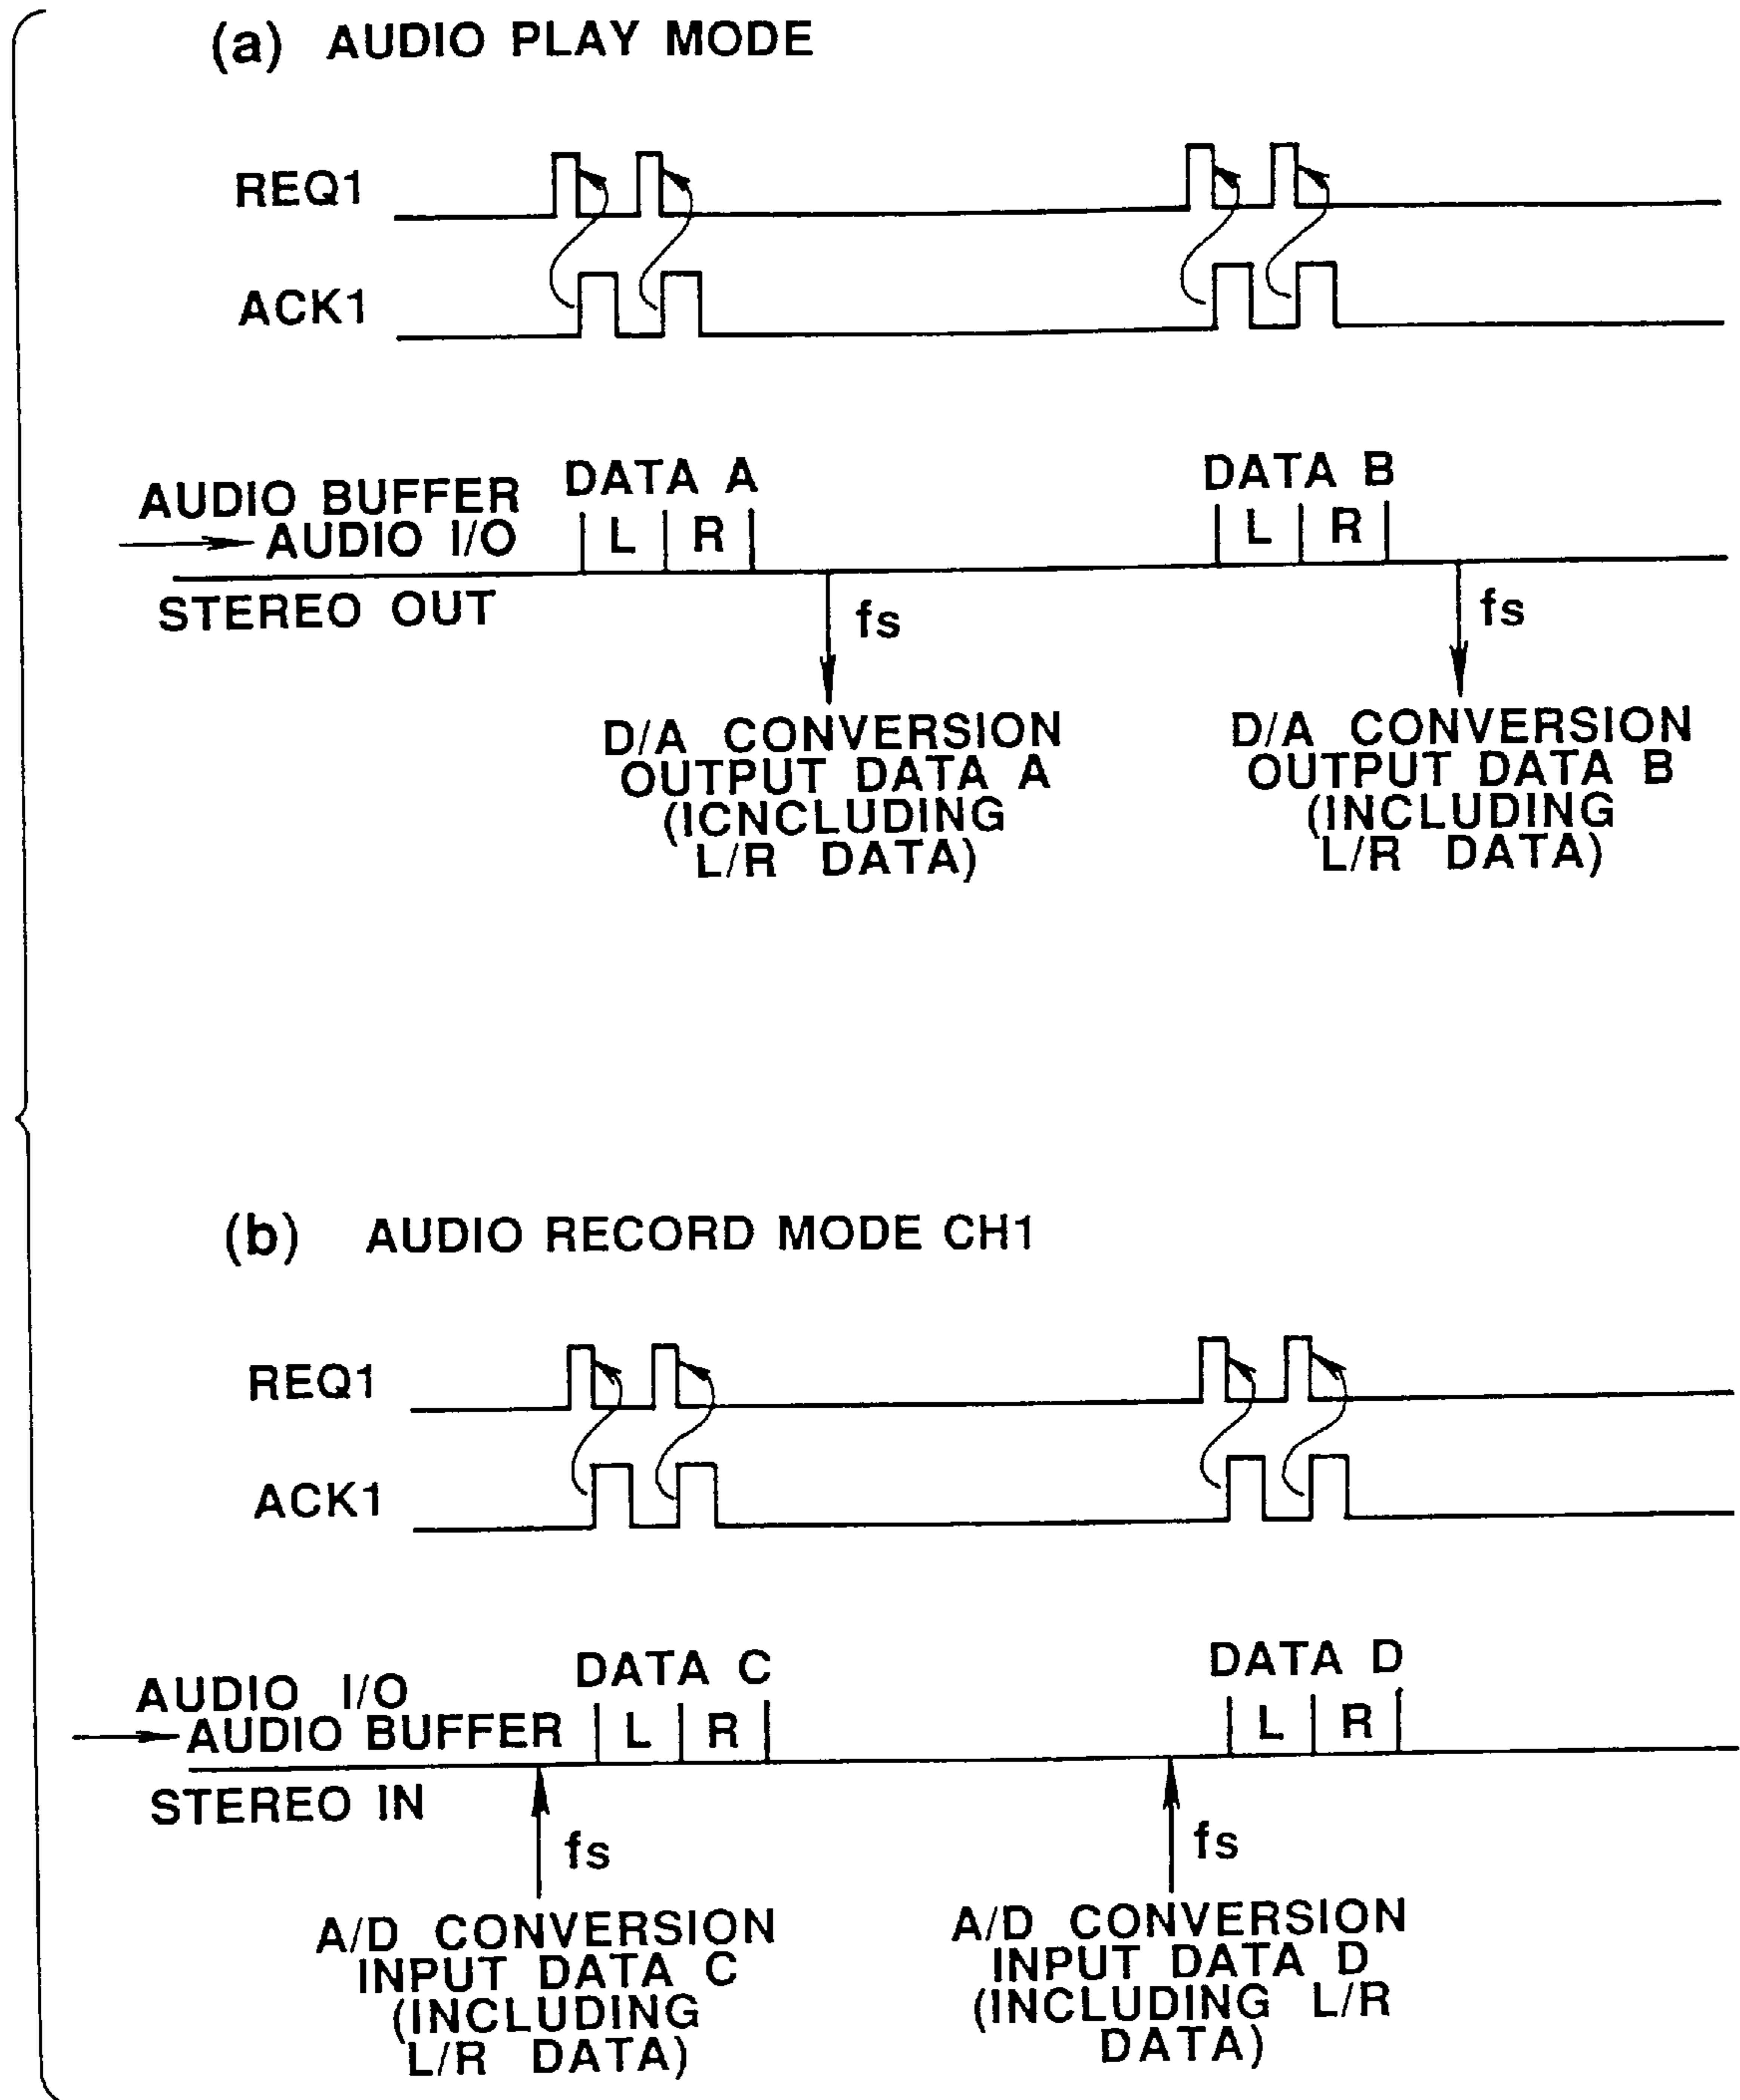 (a) AUDIO PLAY MODE
REQ1
ACK1
DATA A
DATA B
AUDIO BUFFER
AUDIO I/O
L R
L R
STEREO OUT
fs
fs
D/A CONVERSION
OUTPUT DATA A
(ICNCLUDING
L/R DATA)
D/A CONVERSION
OUTPUT DATA B
(INCLUDING
L/R DATA)
(b) AUDIO RECORD MODE CH1
REQ1
ACK1
DATA C
DATA D
AUDIO I/O
AUDIO BUFFER
L R
L R
STEREO IN
fs
fs
A/D CONVERSION
INPUT DATA C
(INCLUDING
L/R DATA)
A/D CONVERSION
INPUT DATA D
(INCLUDING L/R
DATA)